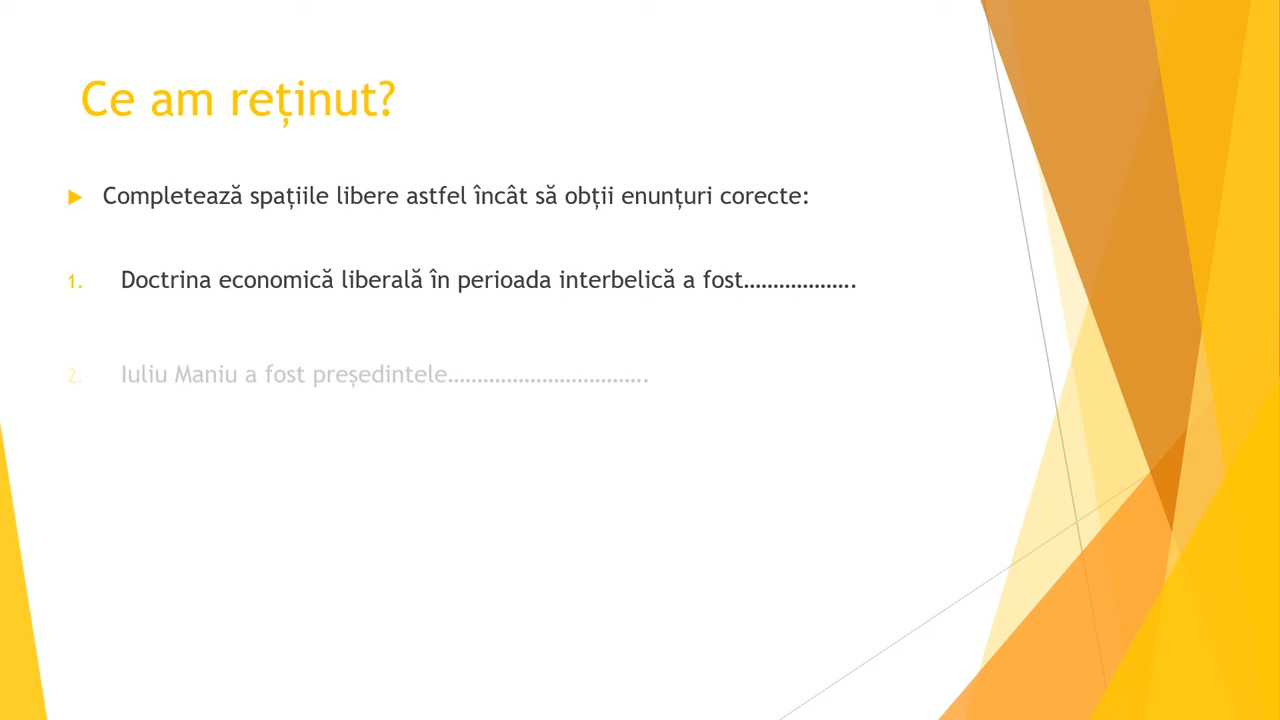 Ce am reținut?
Completează spațiile libere astfel încât să obții enunțuri corecte:
1. Doctrina economică liberală în perioada interbelică a fost……………….
2. Iuliu Maniu a fost președintele…………………………….